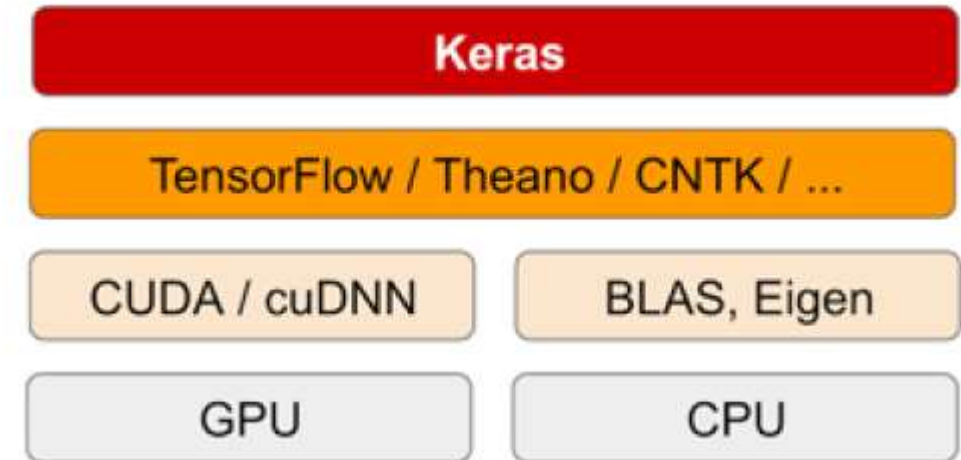 Keras
TensorFlow / Theano / CNTK / ...
CUDA / cuDNN
BLAS, Eigen
GPU
CPU